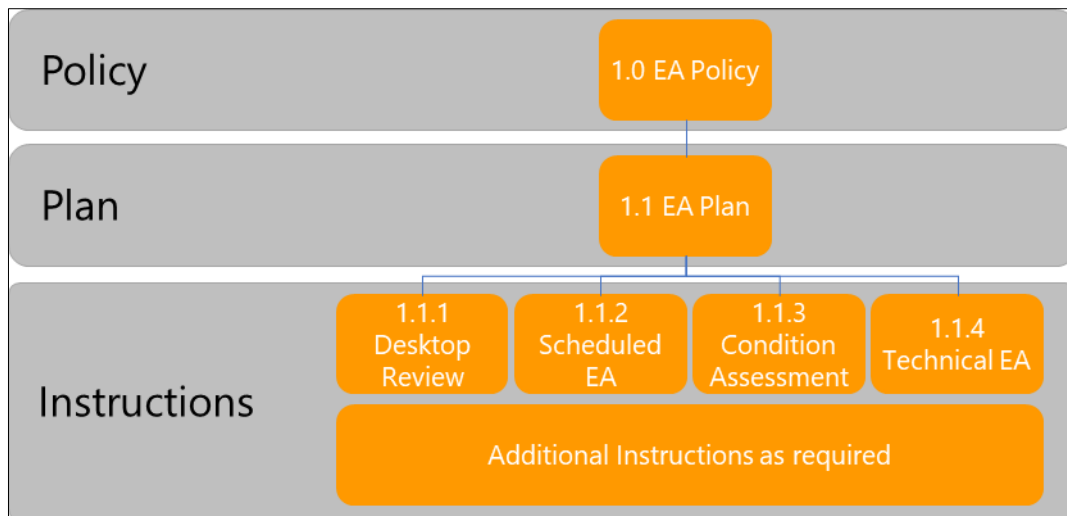 Policy
1.0 EA Policy
Plan
1.1 EA Plan
Instructions
1.1.1
Desktop
Review
1.1.2
Scheduled
EA
1.1.3
Condition
Assessment
1.1.4
Technical EA
Additional Instructions as required